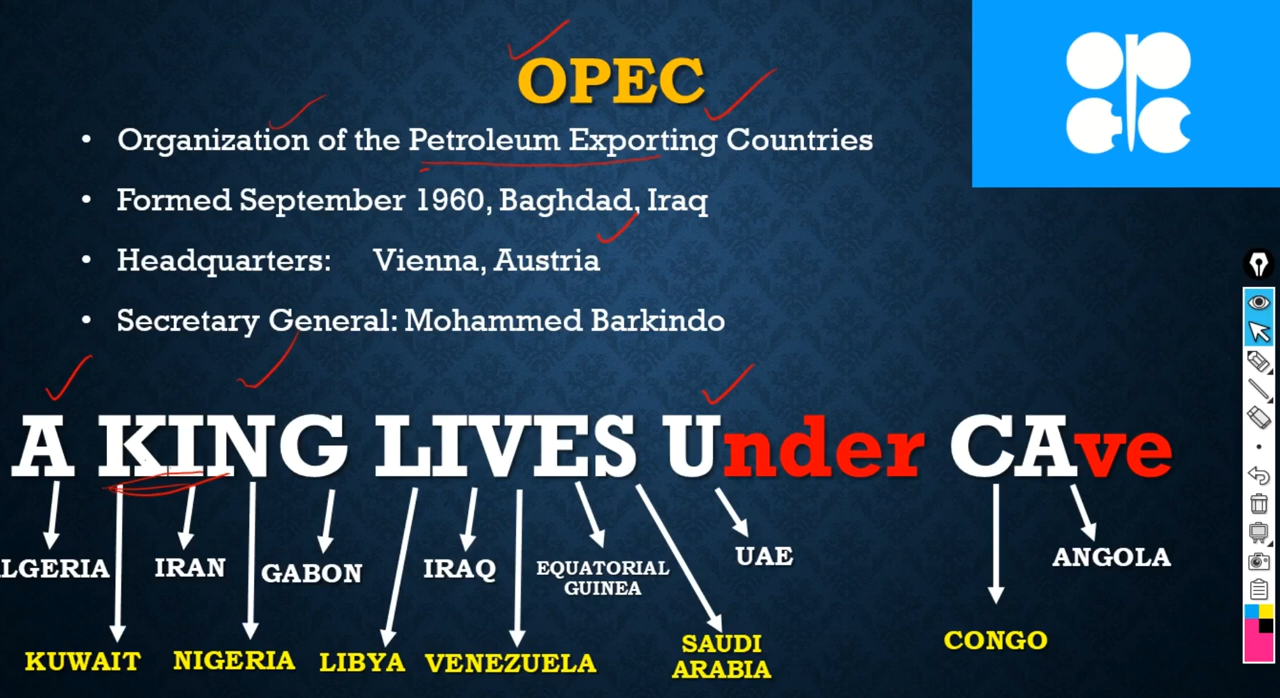 OPEC
• Organization of the Petroleum Exporting Countries
• Formed September 1960, Baghdad, Iraq
• Headquarters: Vienna, Austria
• Secretary General: Mohammed Barkindo
A KING LIVES Under CAve
LGERIA IRAN GABON IRAQ EQUATORIAL GUINEA UAE ANGOLA
KUWAIT NIGERIA LIBYA VENEZUELA SAUDI ARABIA CONGO